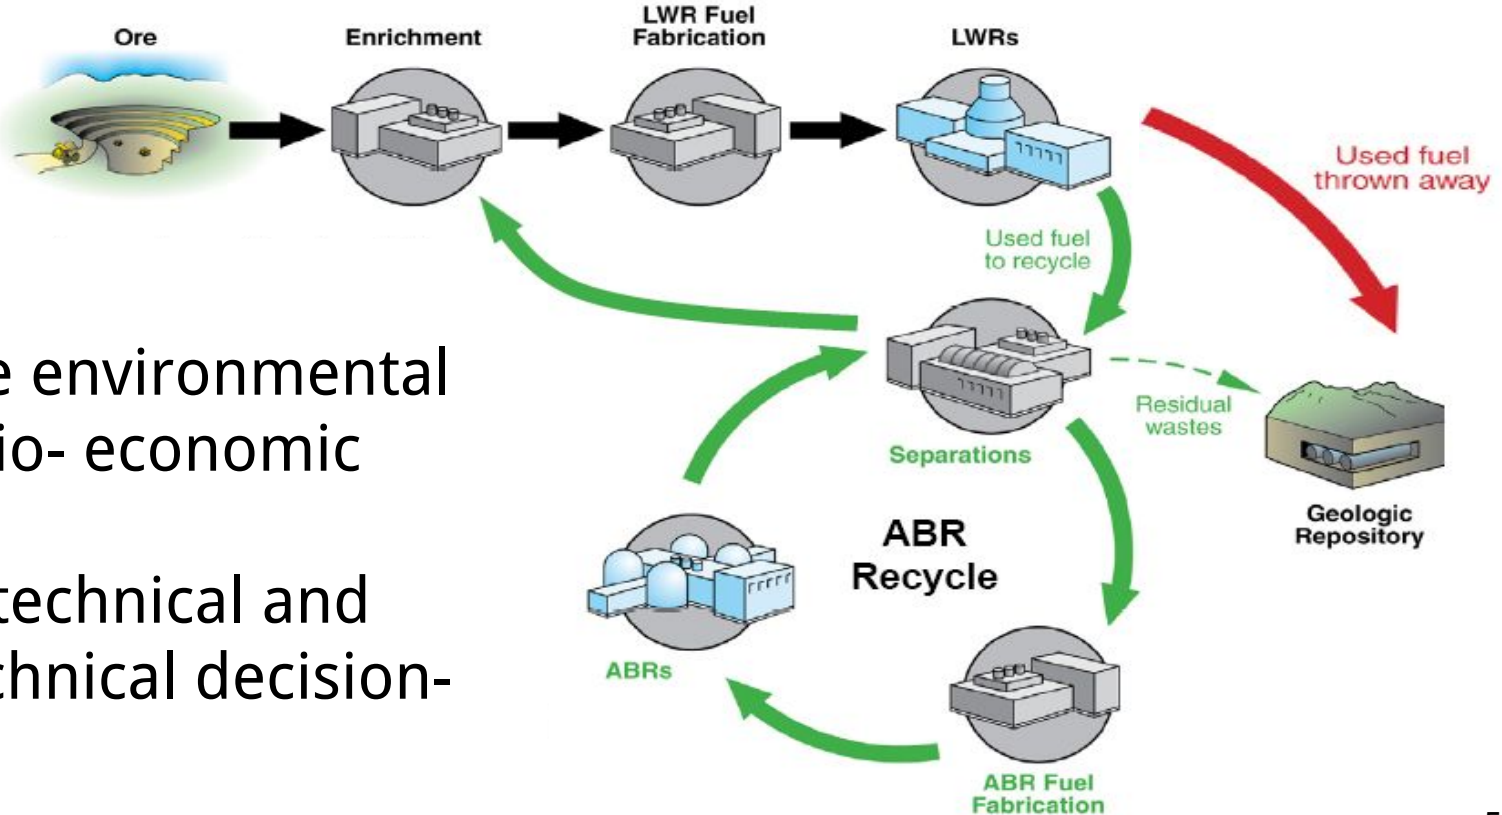 Ore
Enrichment
LWR Fuel
Fabrication
LWRs
Used fuel
thrown away
Used fuel
to recycle
Residual
wastes
Separations
Geologic
Repository
ABR
Recycle
ABRs
ABR Fuel
Fabrication
environmental
io- economic
technical and
chnical decision-